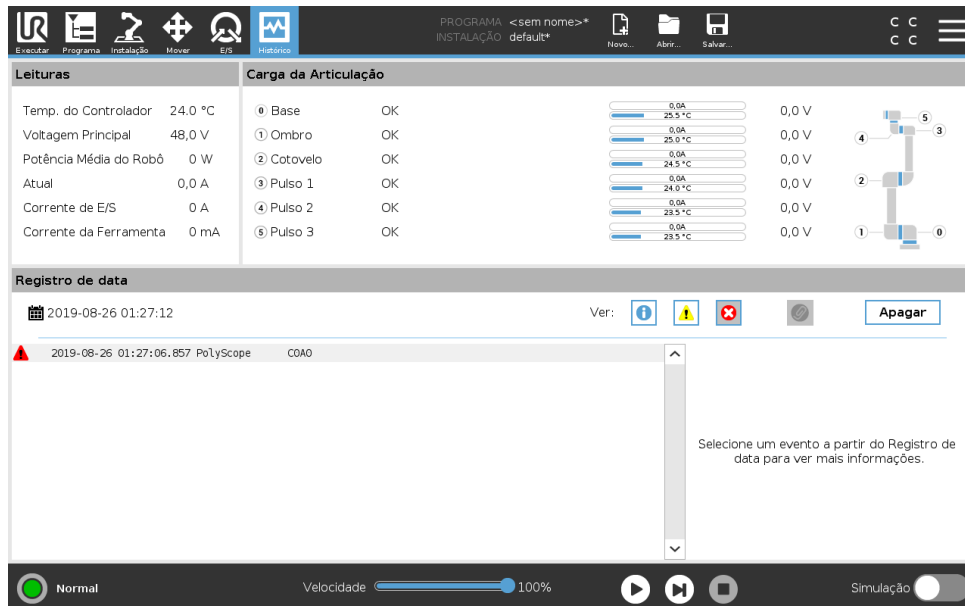 PROGRAMA <sem nome>*
INSTALAÇÃO default*
Executar Programa Instalação Mover E/S Histórico Novo... Abrir... Salvar...
C C
C C
Leituras
Temp. do Controlador 24.0 °C
Voltagem Principal 48,0 V
Potência Média do Robô 0 W
Atual 0,0 A
Corrente de E/S 0 A
Corrente da Ferramenta 0 mA
Carga da Articulação
0 Base OK 0,0A 25.5 °C 0,0 V
1 Ombro OK 0,0A 25.0 °C 0,0 V
2 Cotovelo OK 0,0A 24.5 °C 0,0 V
3 Pulso 1 OK 0,0A 24.0 °C 0,0 V
4 Pulso 2 OK 0,0A 23.5 °C 0,0 V
5 Pulso 3 OK 0,0A 23.5 °C 0,0 V
5
4 3
2
1 0
Registro de data
2019-08-26 01:27:12 Ver: Apagar
2019-08-26 01:27:06.857 PolyScope C0A0
Selecione um evento a partir do Registro de
data para ver mais informações.
Normal Velocidade 100% Simulação